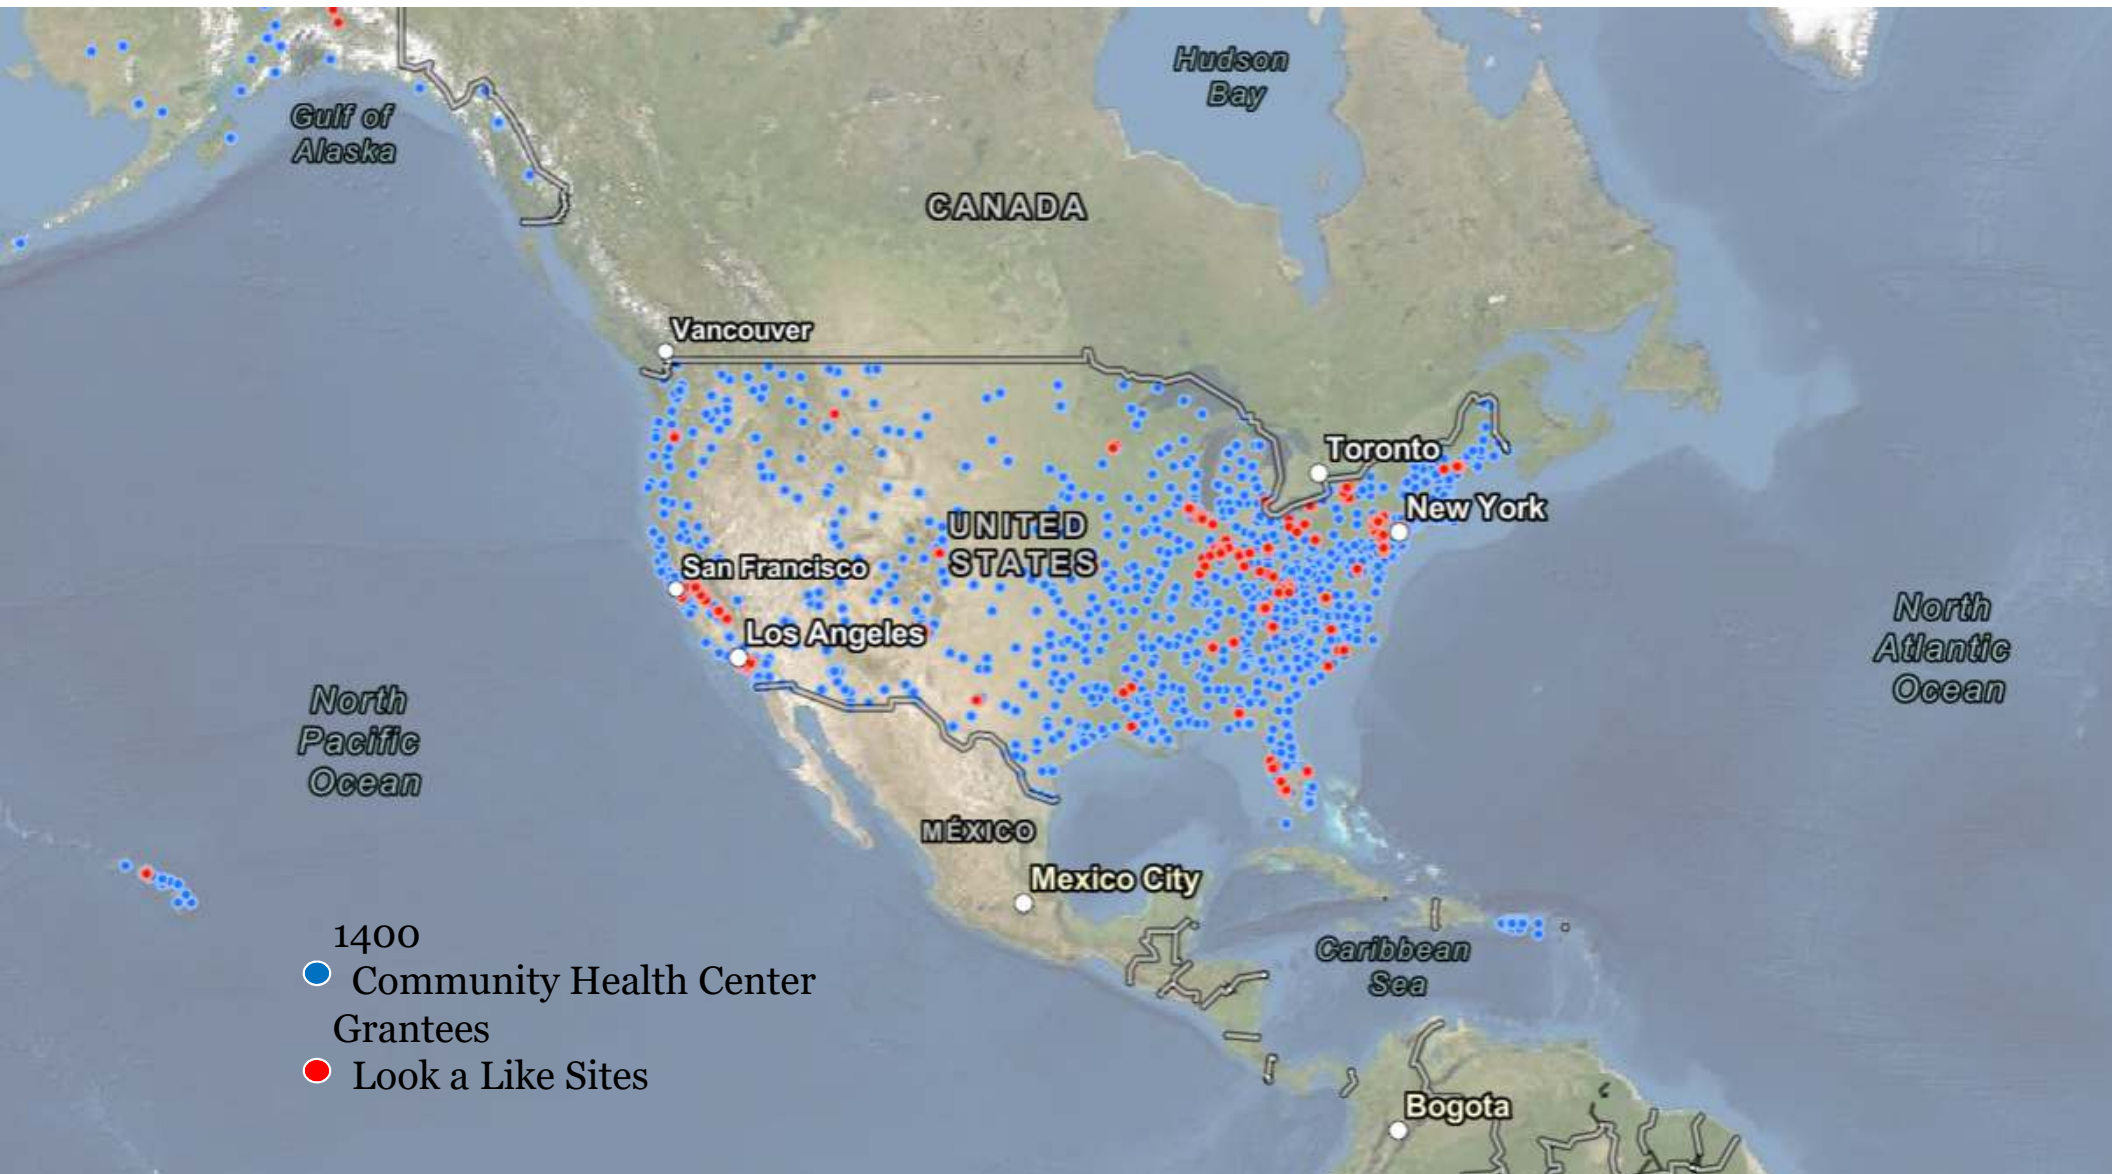 Hudson
Bay
Gulf of
Alaska
CANADA
Vancouver
Toronto
New York
UNITED
STATES
San Francisco
Los Angeles
North
Atlantic
Ocean
North
Pacific
Ocean
MÉXICO
Mexico City
Caribbean
Sea
Bogota
1400
Community Health Center
Grantees
Look a Like Sites